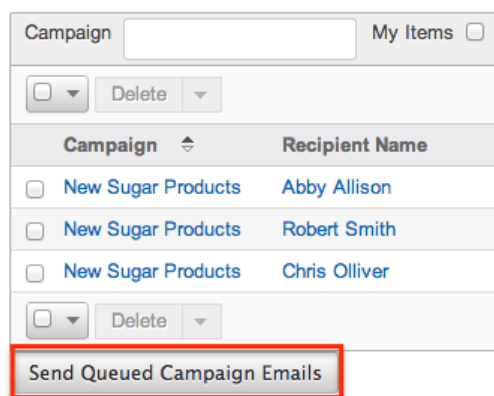 Campaign My Items
Delete
Campaign Recipient Name
New Sugar Products Abby Allison
New Sugar Products Robert Smith
New Sugar Products Chris Olliver
Delete
Send Queued Campaign Emails